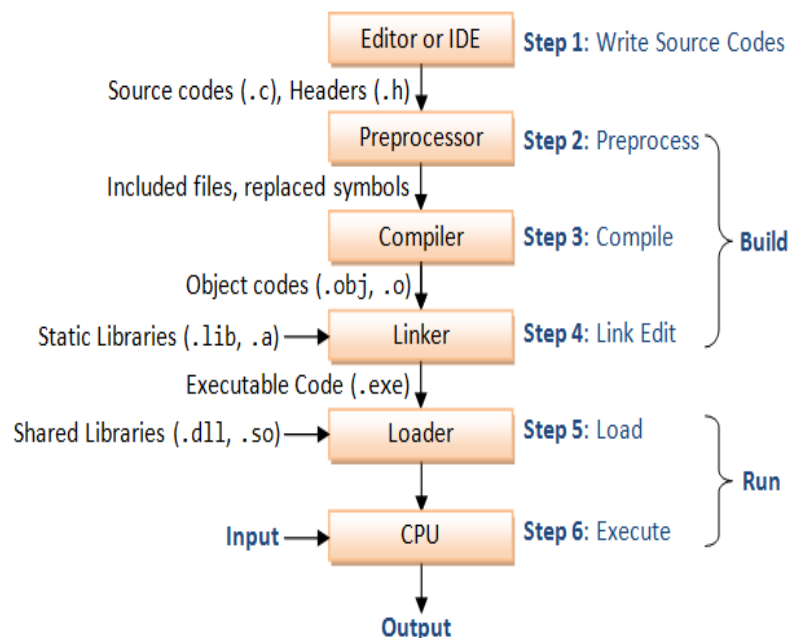 Editor or IDE
Step 1: Write Source Codes
Source codes (.c), Headers (.h)
Preprocessor
Step 2: Preprocess
Included files, replaced symbols
Compiler
Step 3: Compile
Build
Object codes (.obj, .o)
Static Libraries (.lib, .a)
Linker
Step 4: Link Edit
Executable Code (.exe)
Shared Libraries (.dll, .so)
Loader
Step 5: Load
Run
Input
CPU
Step 6: Execute
Output